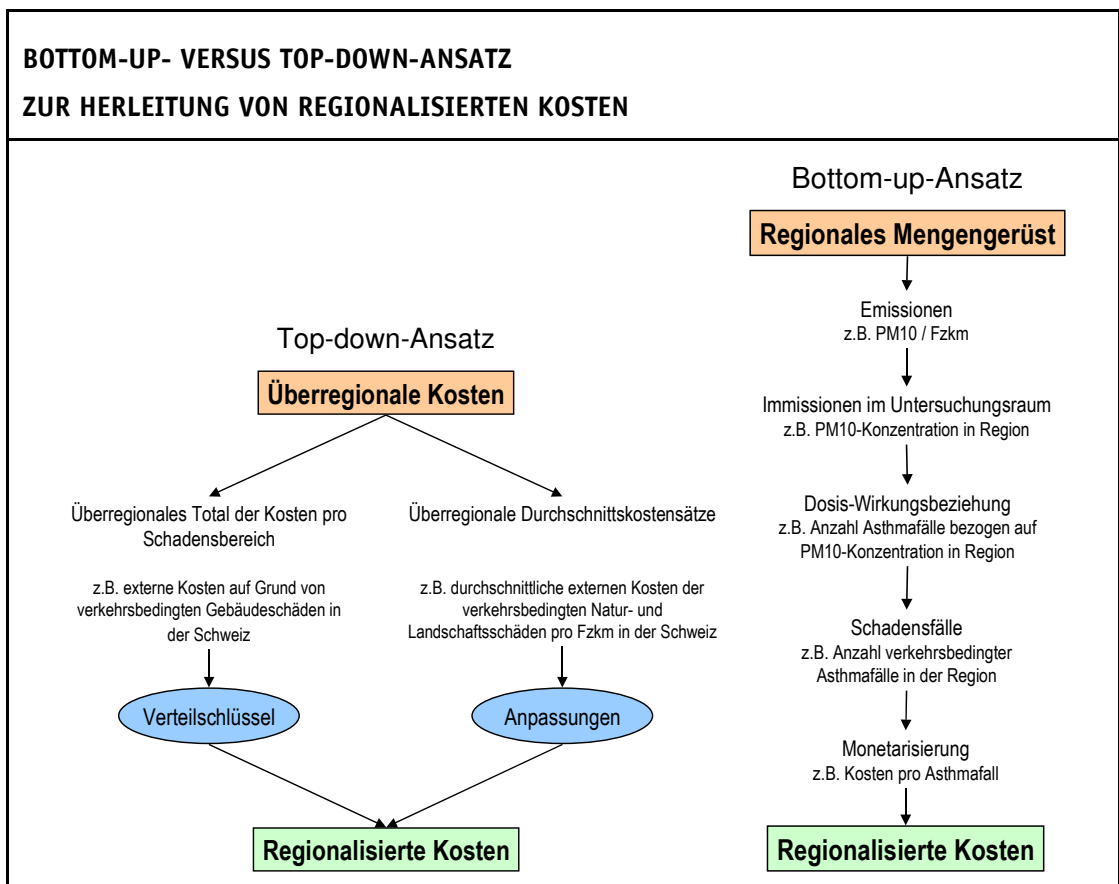 BOTTOM-UP- VERSUS TOP-DOWN-ANSATZ
ZUR HERLEITUNG VON REGIONALISIERTEN KOSTEN
Top-down-Ansatz
Überregionale Kosten
Überregionales Total der Kosten pro
Schadensbereich
z.B. externe Kosten auf Grund von
verkehrsbedingten Gebäudeschäden in
der Schweiz
Verteilschlüssel
Überregionale Durchschnittskostensätze
z.B. durchschnittliche externen Kosten der
verkehrsbedingten Natur- und
Landschaftsschäden pro Fzkm in der Schweiz
Anpassungen
Regionalisierte Kosten
Bottom-up-Ansatz
Regionales Mengengerüst
Emissionen
z.B. PM10 / Fzkm
Immissionen im Untersuchungsraum
z.B. PM10-Konzentration in Region
Dosis-Wirkungsbeziehung
z.B. Anzahl Asthmafälle bezogen auf
PM10-Konzentration in Region
Schadensfälle
z.B. Anzahl verkehrsbedingter
Asthmafälle in der Region
Monetarisierung
z.B. Kosten pro Asthmafall
Regionalisierte Kosten